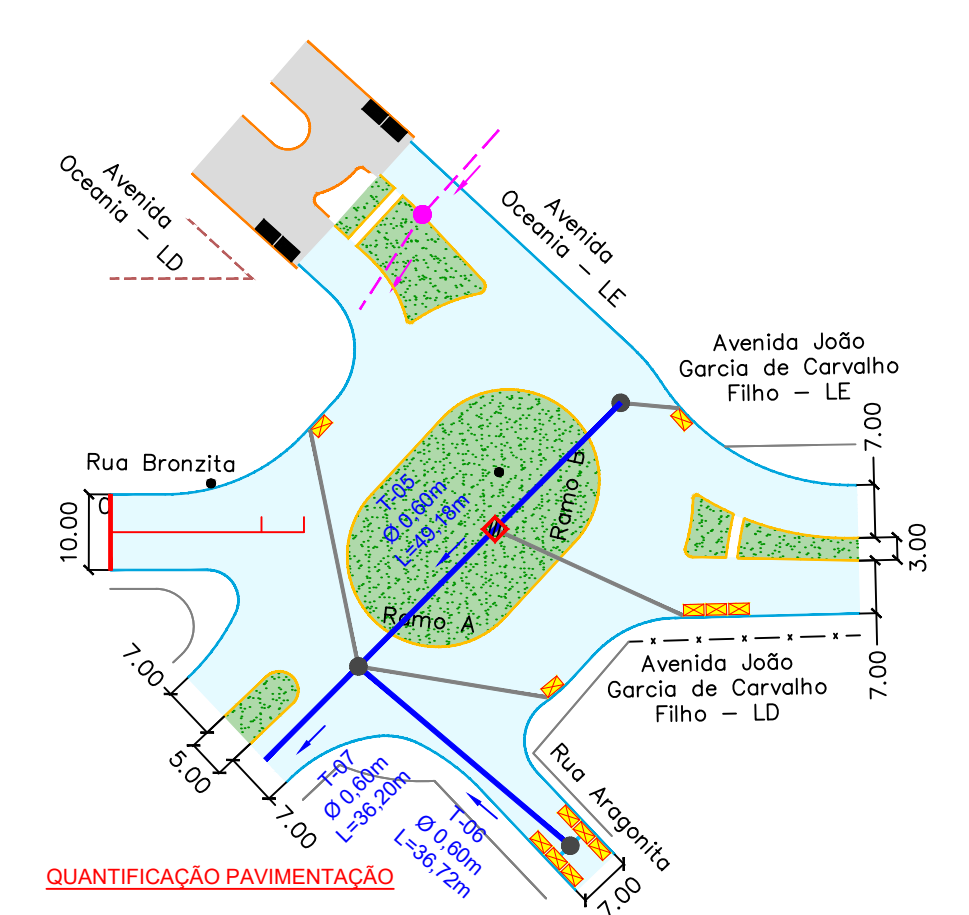 Avenida
Oceania - LD
Avenida
Oceania - LE
Avenida João
Garcia de Carvalho
Filho - LE
7.00
Rua Bronzita
0
10.00
T-05
Ø 0,60m
L=49,18m
Ramo B
3.00
Ramo A
7.00
Avenida João
Garcia de Carvalho
Filho - LD
7.00
5.00
7.00
T-07
Ø 0,60m
L=36,20m
T-06
Ø 0,60m
L=36,72m
Rua Aragonita
7.00
QUANTIFICAÇÃO PAVIMENTAÇÃO